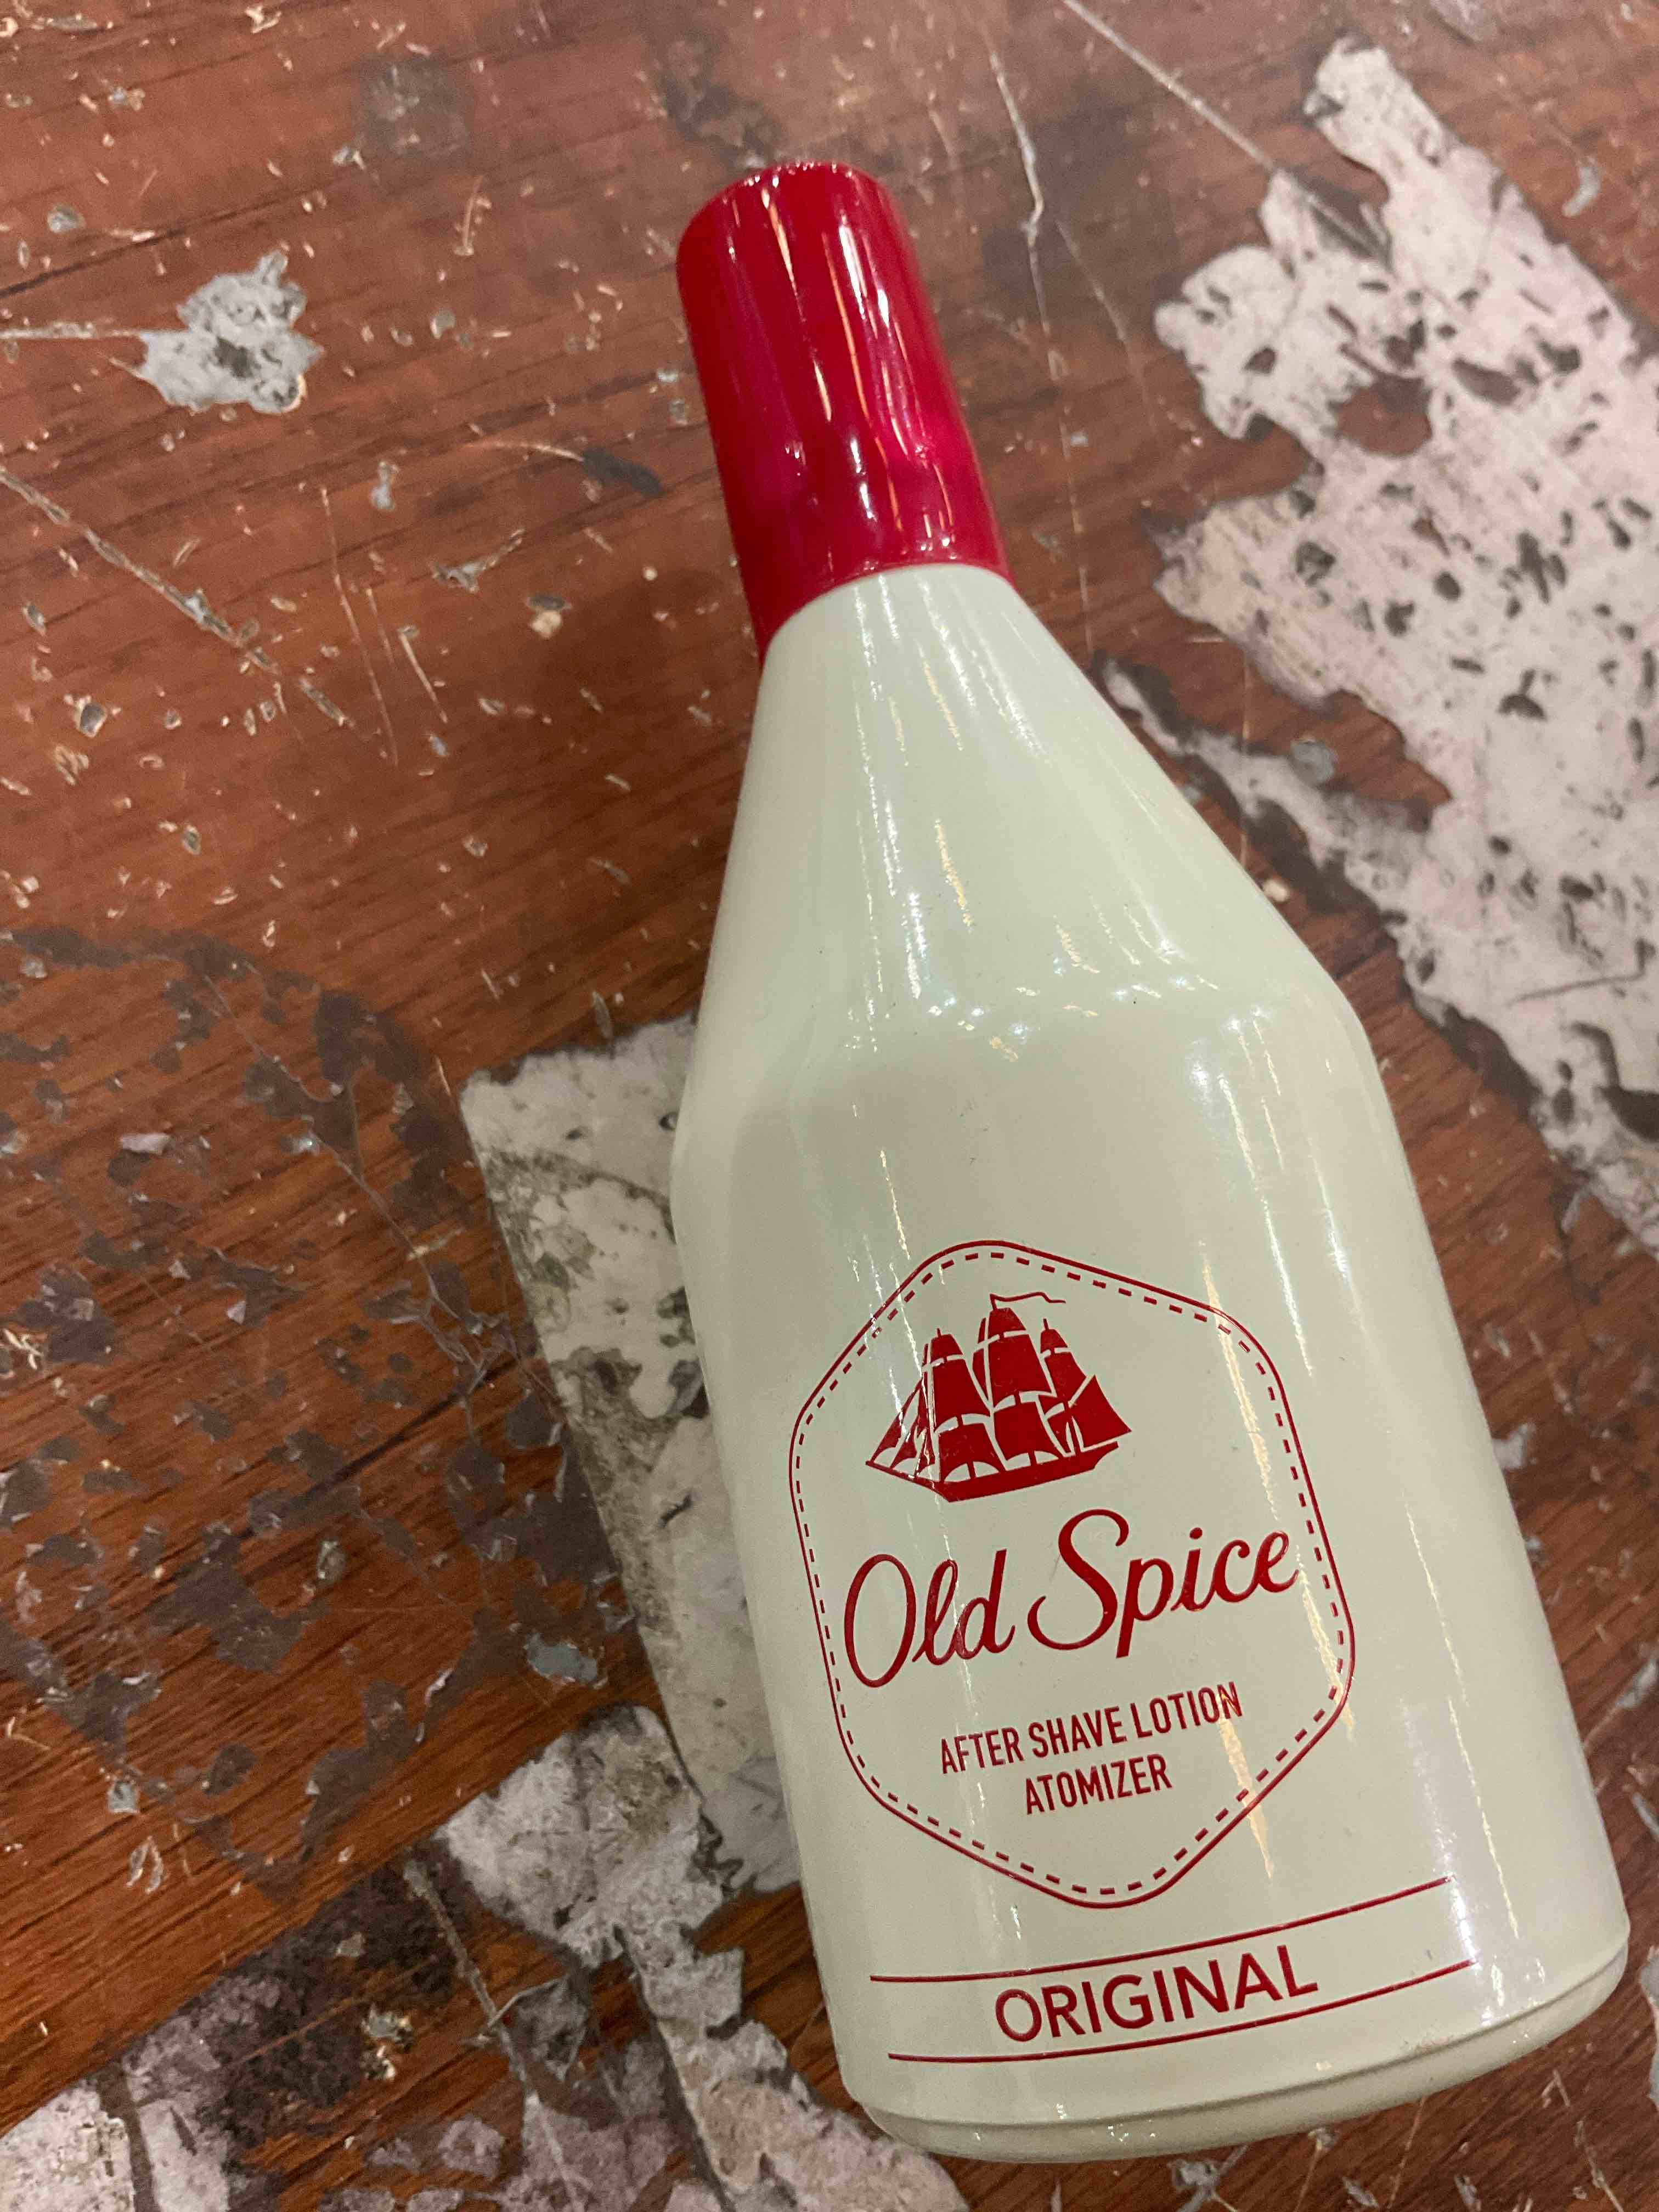 Old Spice
AFTER SHAVE LOTION
ATOMIZER
ORIGINAL